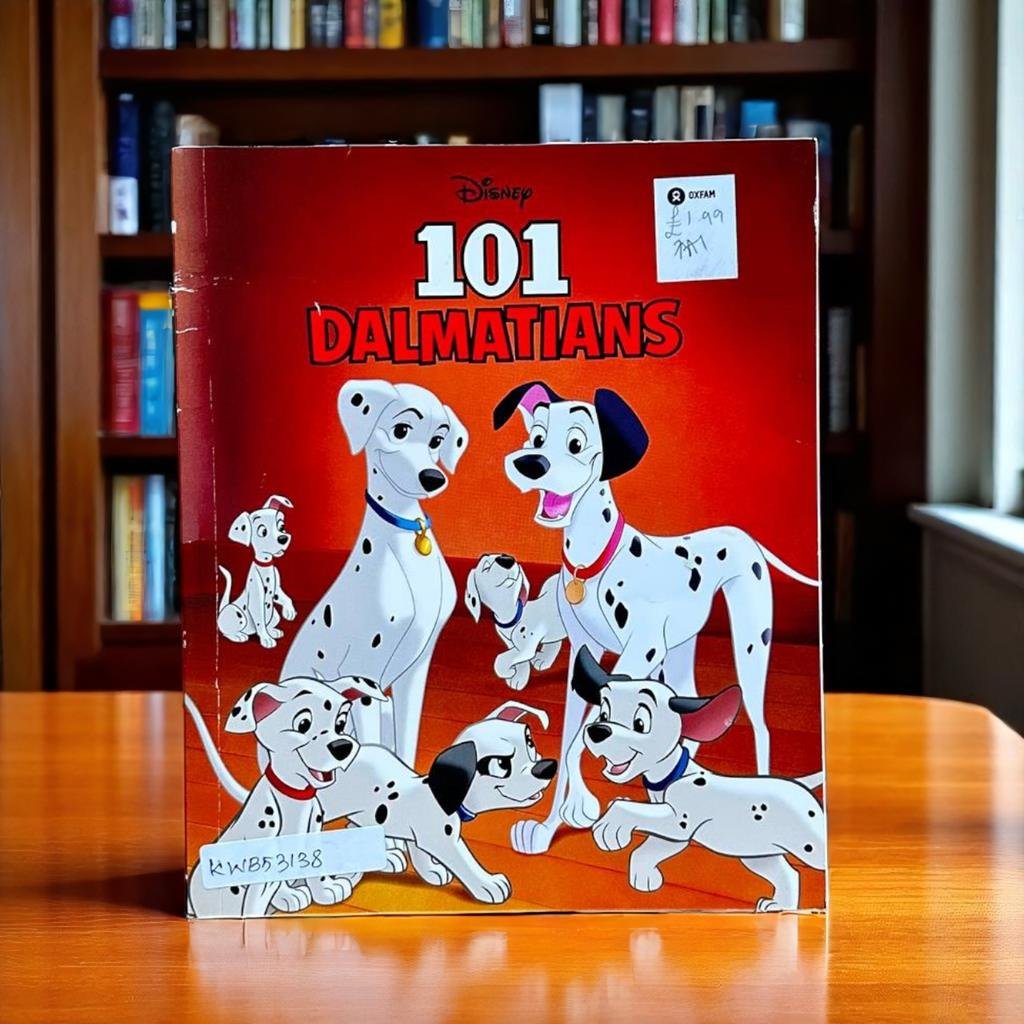 Disney
OXFAM
£1.99
101
DALMATIANS
KWB53138